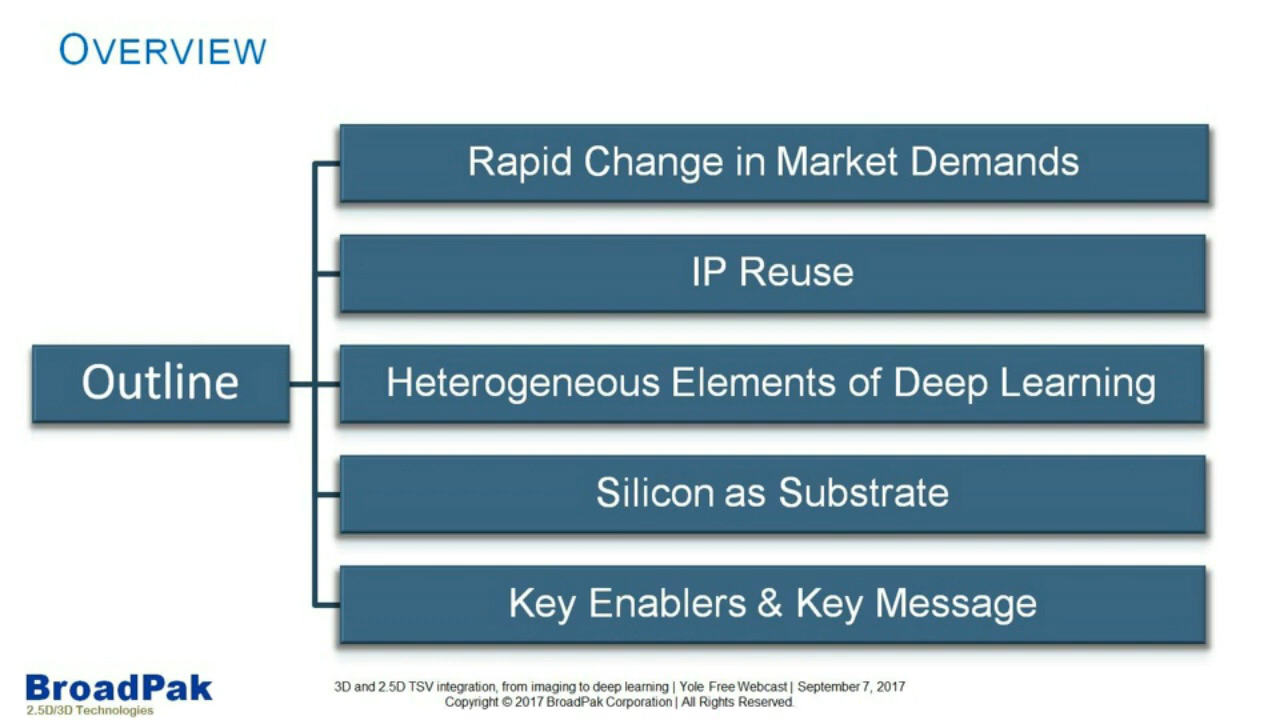 OVERVIEW
Rapid Change in Market Demands
IP Reuse
Outline
Heterogeneous Elements of Deep Learning
Silicon as Substrate
Key Enablers & Key Message
BroadPak
2.5D/3D Technologies
3D and 2.5D TSV integration, from imaging to deep learning | Yole Free Webcast | September 7, 2017
Copyright © 2017 BroadPak Corporation | All Rights Reserved.